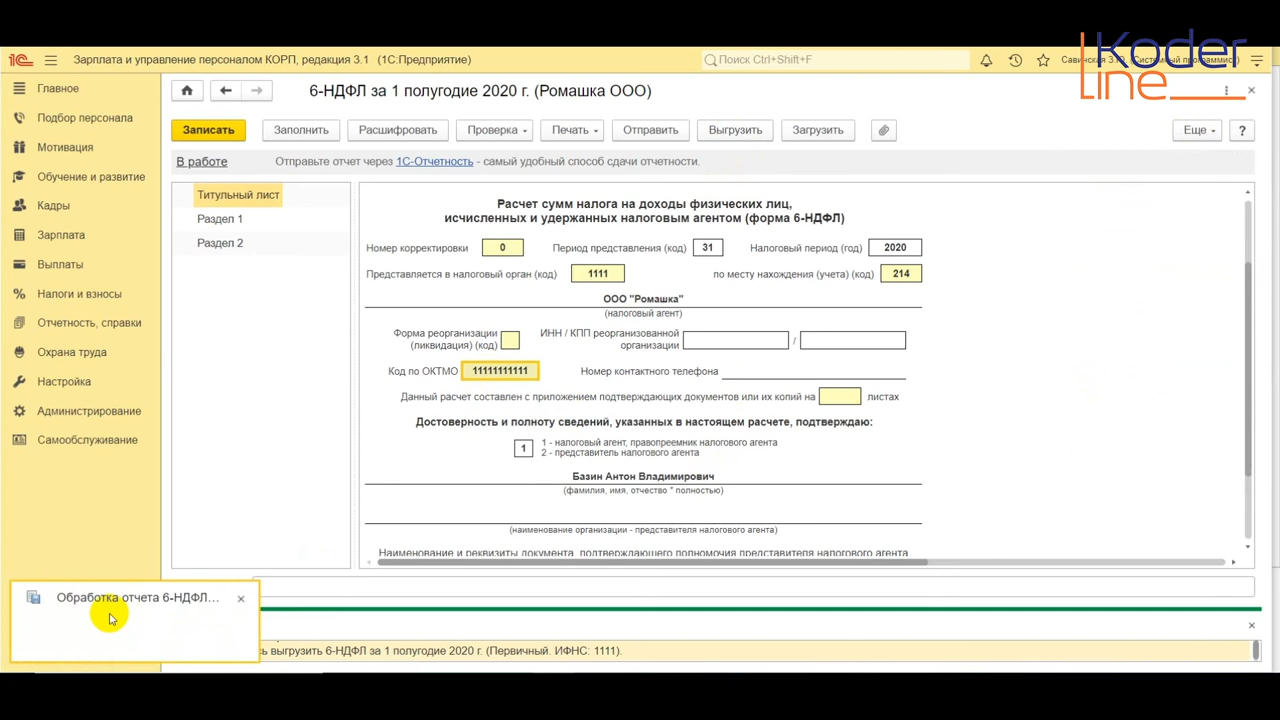 Koder
line
1С Зарплата и управление персоналом КОРП, редакция 3.1 (1С:Предприятие) Поиск Ctrl+Shift+F
Главное
Подбор персонала
Мотивация
Обучение и развитие
Кадры
Зарплата
Выплаты
Налоги и взносы
Отчетность, справки
Охрана труда
Настройка
Администрирование
Самообслуживание
6-НДФЛ за 1 полугодие 2020 г. (Ромашка ООО)
Записать Заполнить Расшифровать Проверка Печать Отправить Выгрузить Загрузить Еще ?
В работе Отправьте отчет через 1С-Отчетность - самый удобный способ сдачи отчетности.
Титульный лист
Раздел 1
Раздел 2
Расчет сумм налога на доходы физических лиц,
исчисленных и удержанных налоговым агентом (форма 6-НДФЛ)
Номер корректировки 0 Период представления (код) 31 Налоговый период (год) 2020
Представляется в налоговый орган (код) 1111 по месту нахождения (учета) (код) 214
ООО "Ромашка"
(налоговый агент)
Форма реорганизации (ликвидация) (код) ИНН / КПП реорганизованной организации /
Код по ОКТМО 11111111111 Номер контактного телефона
Данный расчет составлен с приложением подтверждающих документов или их копий на листах
Достоверность и полноту сведений, указанных в настоящем расчете, подтверждаю:
1 1 - налоговый агент, правопреемник налогового агента
2 - представитель налогового агента
Базин Антон Владимирович
(фамилия, имя, отчество * полностью)
(наименование организации - представителя налогового агента)
Наименование и реквизиты документа, подтверждающего полномочия представителя налогового агента
Обработка отчета 6-НДФЛ...
выгрузить 6-НДФЛ за 1 полугодие 2020 г. (Первичный. ИФНС: 1111).